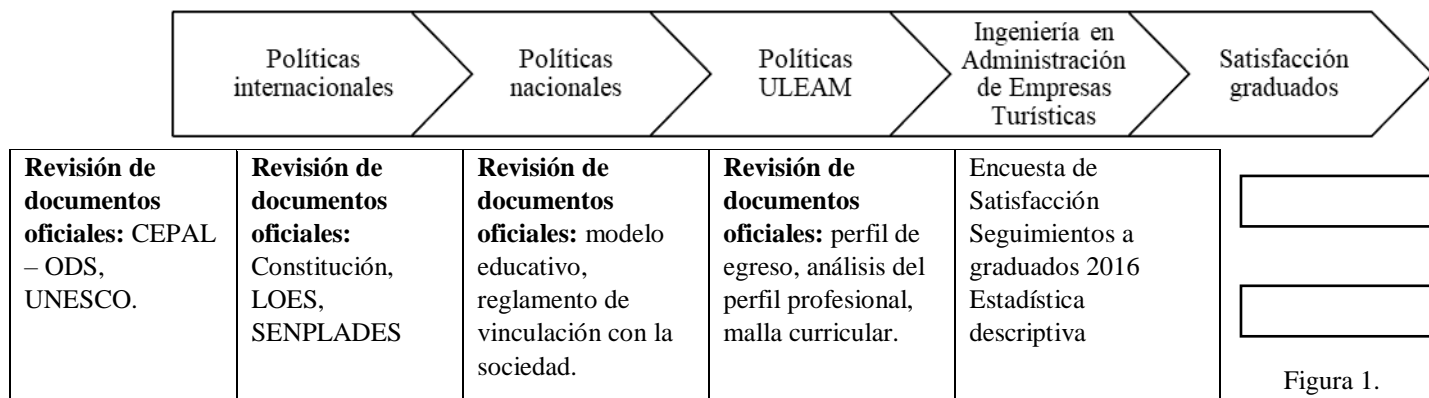 Políticas
internacionales
Políticas
nacionales
Políticas
ULEAM
Ingeniería en
Administración
de Empresas
Turísticas
Satisfacción
graduados
Revisión de
documentos
oficiales: CEPAL
– ODS,
UNESCO.
Revisión de
documentos
oficiales:
Constitución,
LOES,
SENPLADES
Revisión de
documentos
oficiales: modelo
educativo,
reglamento de
vinculación con la
sociedad.
Revisión de
documentos
oficiales: perfil de
egreso, análisis del
perfil profesional,
malla curricular.
Encuesta de
Satisfacción
Seguimientos a
graduados 2016
Estadística
descriptiva
Figura 1.